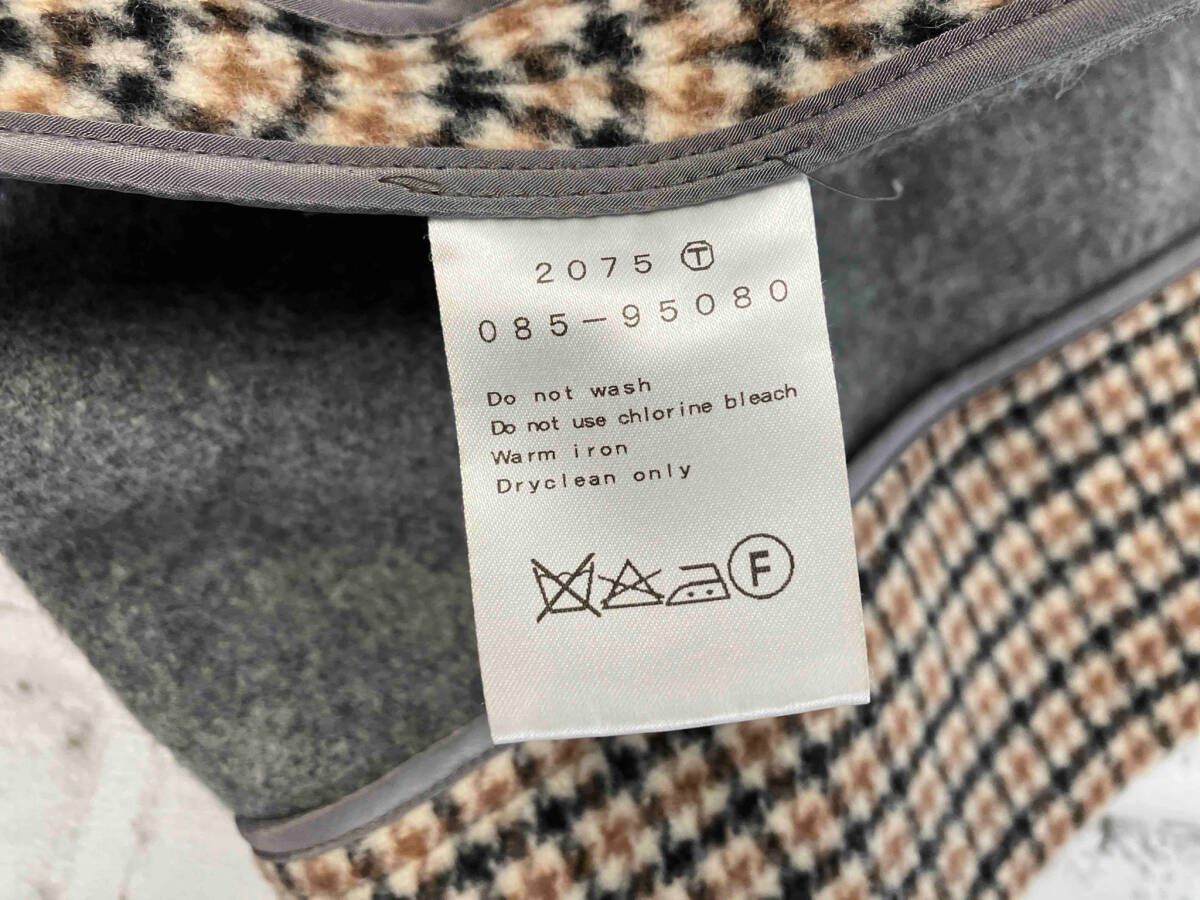 2075 Ⓣ
085-95080
Do not wash
Do not use chlorine bleach
Warm iron
Dryclean only
F